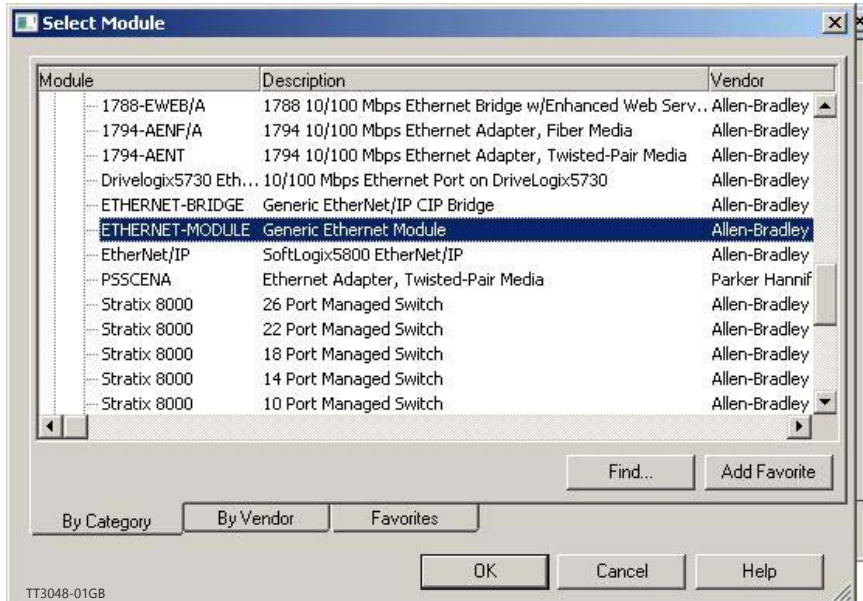 Select Module
Module Description Vendor
1788-EWEB/A 1788 10/100 Mbps Ethernet Bridge w/Enhanced Web Serv.. Allen-Bradley
1794-AENF/A 1794 10/100 Mbps Ethernet Adapter, Fiber Media Allen-Bradley
1794-AENT 1794 10/100 Mbps Ethernet Adapter, Twisted-Pair Media Allen-Bradley
Drivelogix5730 Eth... 10/100 Mbps Ethernet Port on DriveLogix5730 Allen-Bradley
ETHERNET-BRIDGE Generic EtherNet/IP CIP Bridge Allen-Bradley
ETHERNET-MODULE Generic Ethernet Module Allen-Bradley
EtherNet/IP SoftLogix5800 EtherNet/IP Allen-Bradley
PSSCENA Ethernet Adapter, Twisted-Pair Media Parker Hannif
Stratix 8000 26 Port Managed Switch Allen-Bradley
Stratix 8000 22 Port Managed Switch Allen-Bradley
Stratix 8000 18 Port Managed Switch Allen-Bradley
Stratix 8000 14 Port Managed Switch Allen-Bradley
Stratix 8000 10 Port Managed Switch Allen-Bradley
Find... Add Favorite
By Category By Vendor Favorites
OK Cancel Help
TT3048-01GB